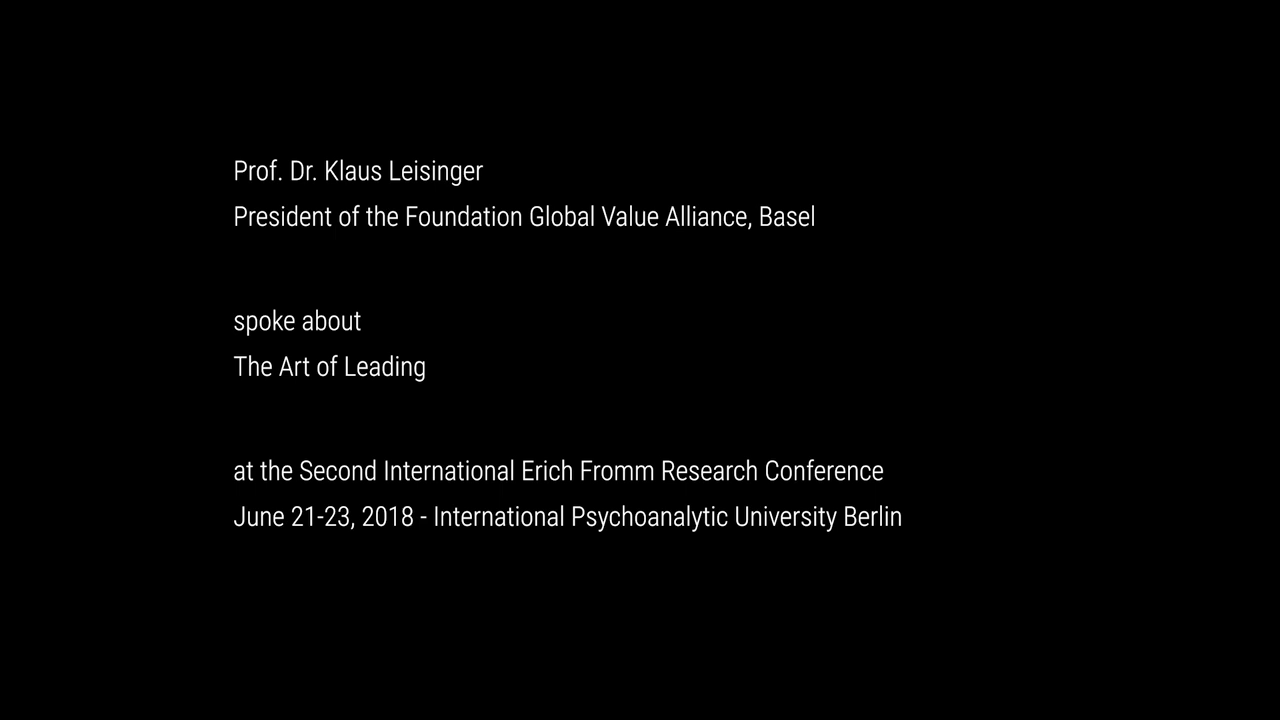 Prof. Dr. Klaus Leisinger
President of the Foundation Global Value Alliance, Basel
spoke about
The Art of Leading
at the Second International Erich Fromm Research Conference
June 21-23, 2018 - International Psychoanalytic University Berlin